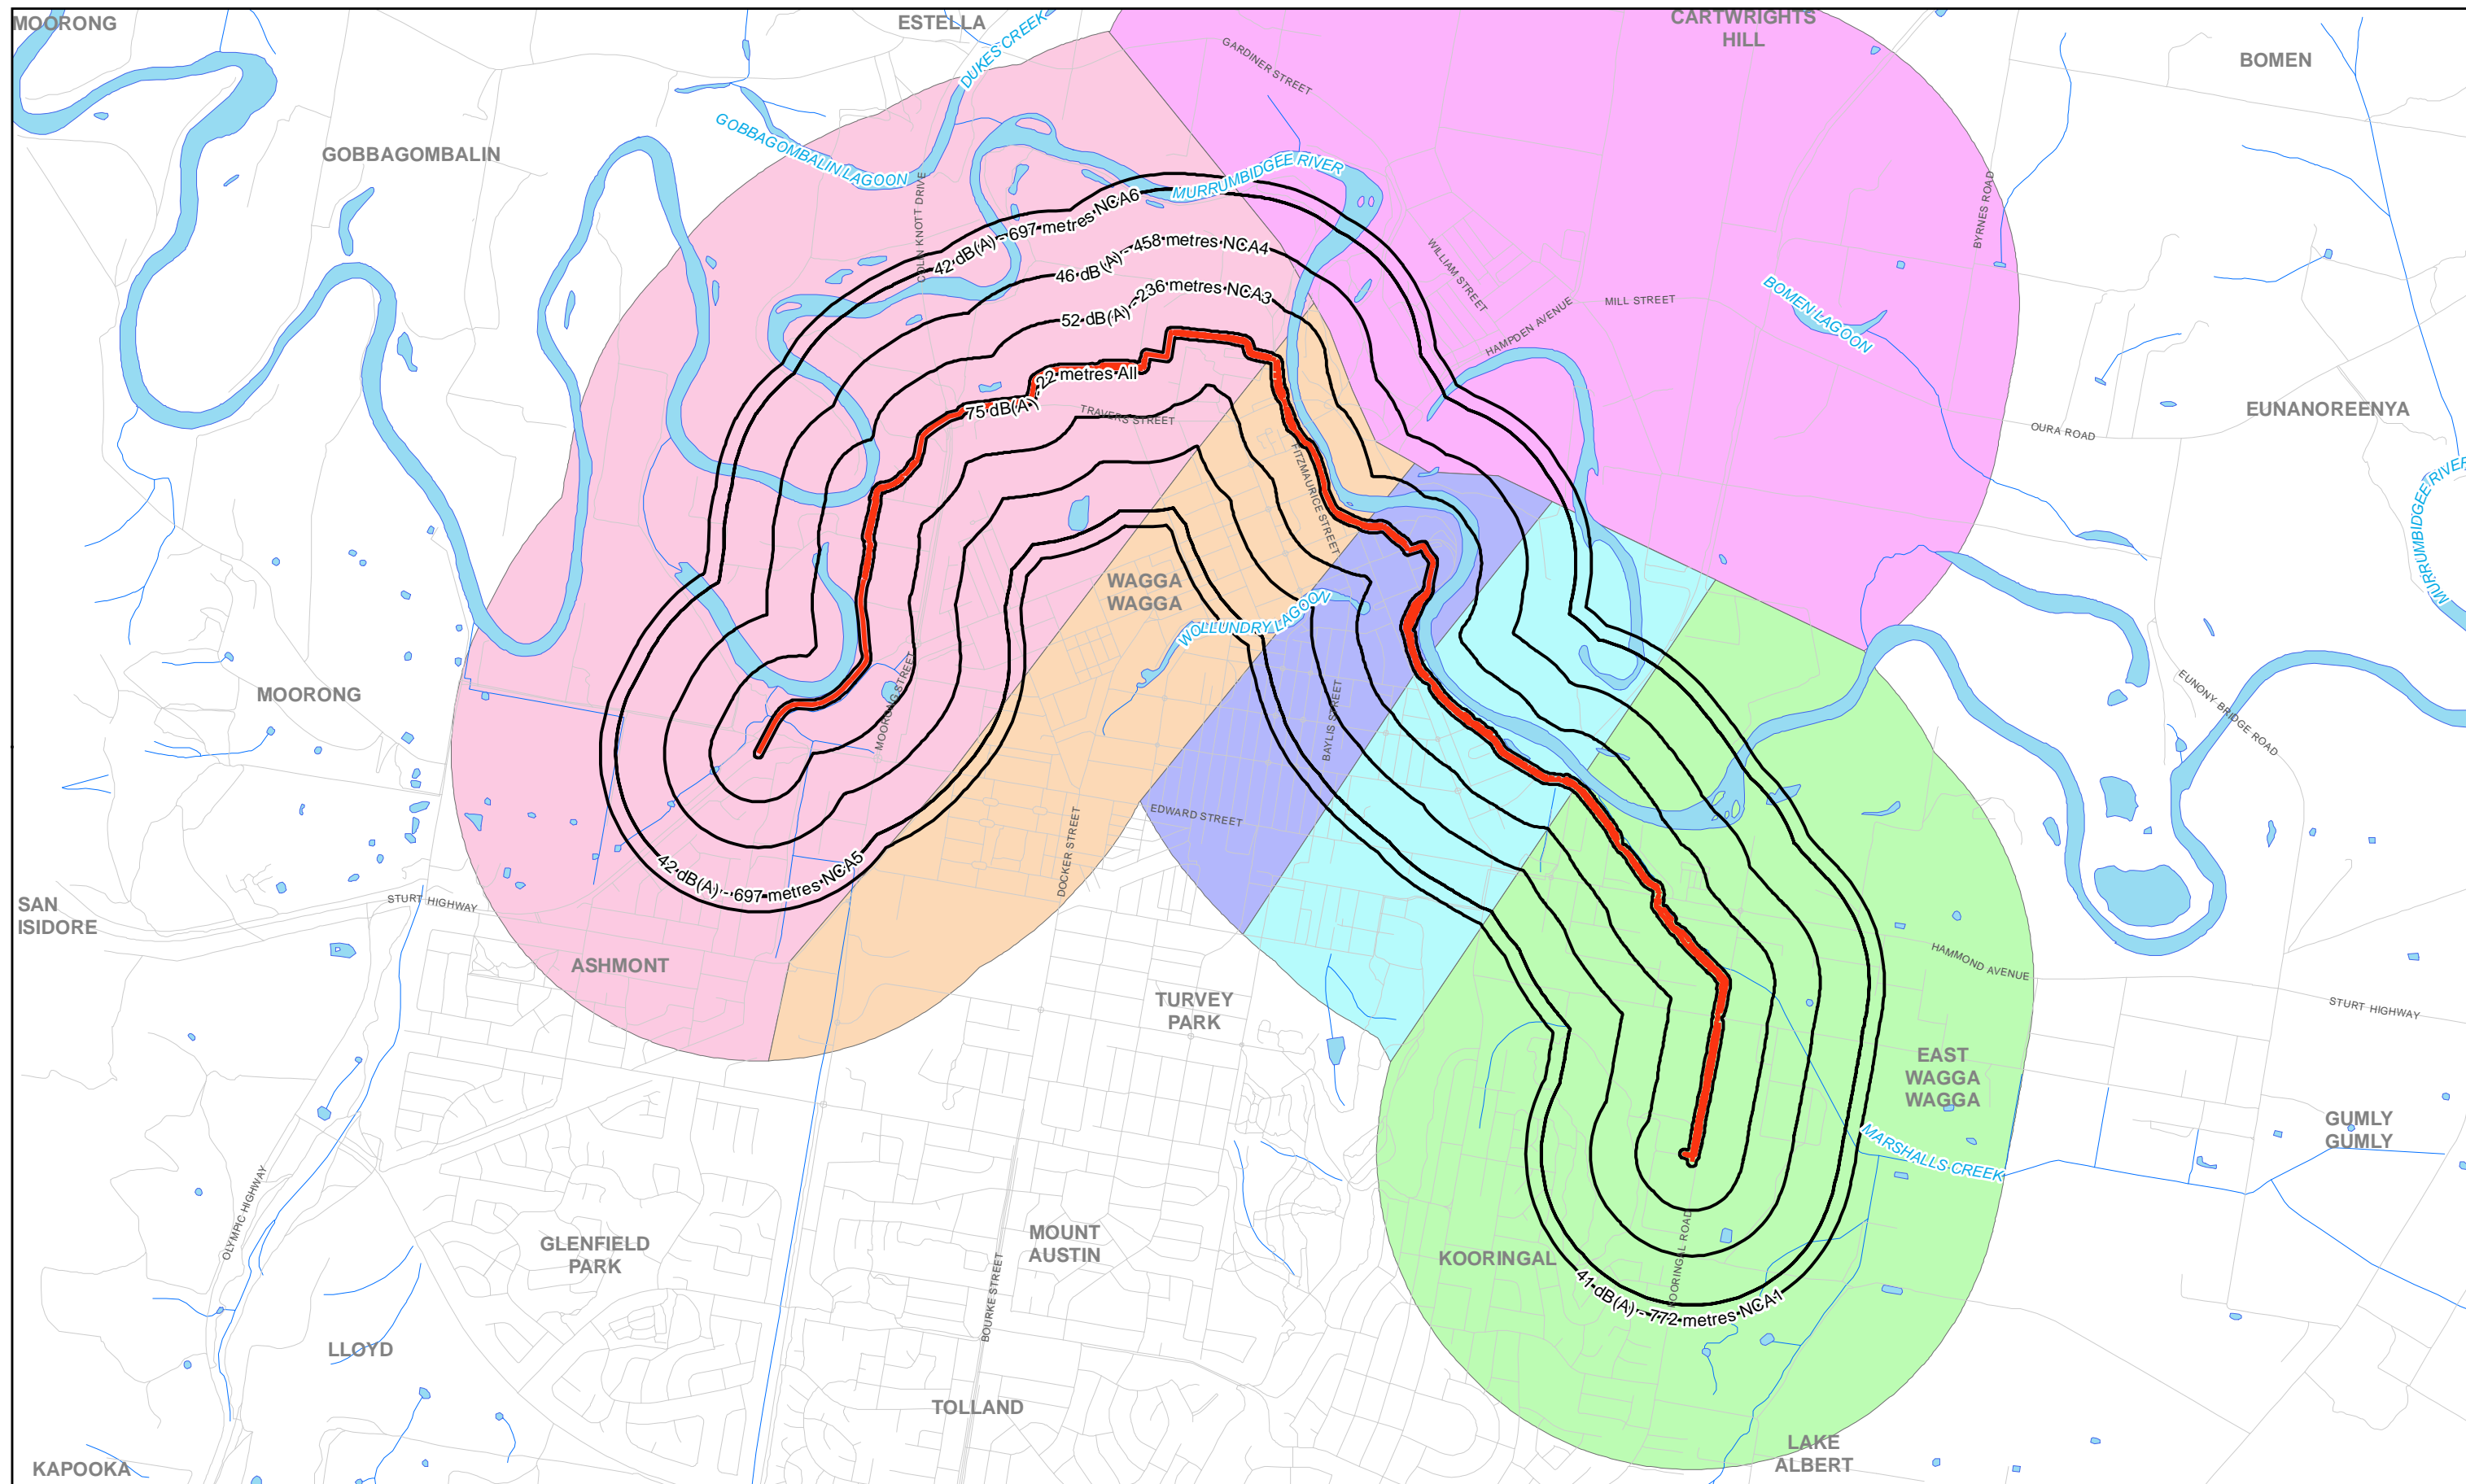 MOORONG
ESTELLA
CARTWRIGHTS
HILL
BOMEN
DUKES CREEK
GARDINER STREET
GOBBAGOMBALIN
GOBBAGOMBALIN LAGOON
COLIN KNOTT DRIVE
MURRUMBIDGEE RIVER
BYRNES ROAD
42 dB(A) - 697 metres NCA6
46 dB(A) - 458 metres NCA4
52 dB(A) - 236 metres NCA3
75 dB(A) - 22 metres All
WILLIAM STREET
HAMPDEN AVENUE
MILL STREET
BOMEN LAGOON
EUNANOREENYA
OURA ROAD
TRAVERS STREET
FITZMAURICE STREET
MURRUMBIDGEE RIVER
WAGGA
WAGGA
WOLLUNDRY LAGOON
MOORONG
MOORONG STREET
BAYLIS STREET
EUNONY BRIDGE ROAD
EDWARD STREET
DOCKER STREET
42 dB(A) - 697 metres NCA5
SAN
ISIDORE
STURT HIGHWAY
ASHMONT
HAMMOND AVENUE
TURVEY
PARK
STURT HIGHWAY
EAST
WAGGA
WAGGA
GUMLY
GUMLY
MARSHALLS CREEK
OLYMPIC HIGHWAY
GLENFIELD
PARK
MOUNT
AUSTIN
KOORINGAL
KOORINGAL ROAD
BOURKE STREET
41 dB(A) - 772 metres NCA1
LLOYD
TOLLAND
LAKE
ALBERT
KAPOOKA